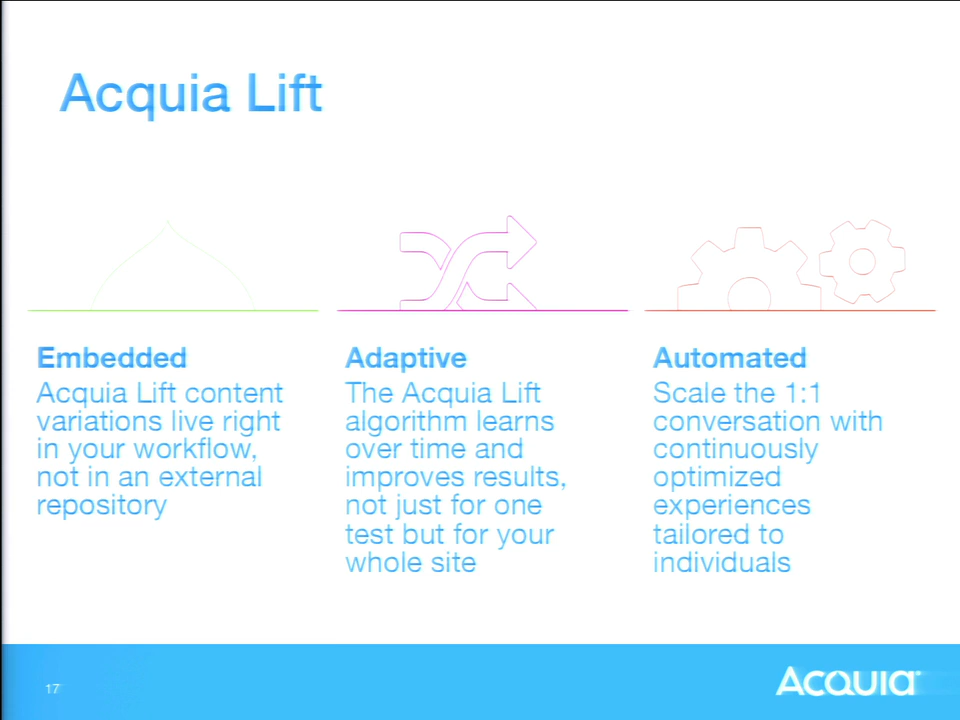 Acquia Lift
Embedded
Acquia Lift content
variations live right
in your workflow,
not in an external
repository
Adaptive
The Acquia Lift
algorithm learns
over time and
improves results,
not just for one
test but for your
whole site
Automated
Scale the 1:1
conversation with
continuously
optimized
experiences
tailored to
individuals
17
ACQUIA